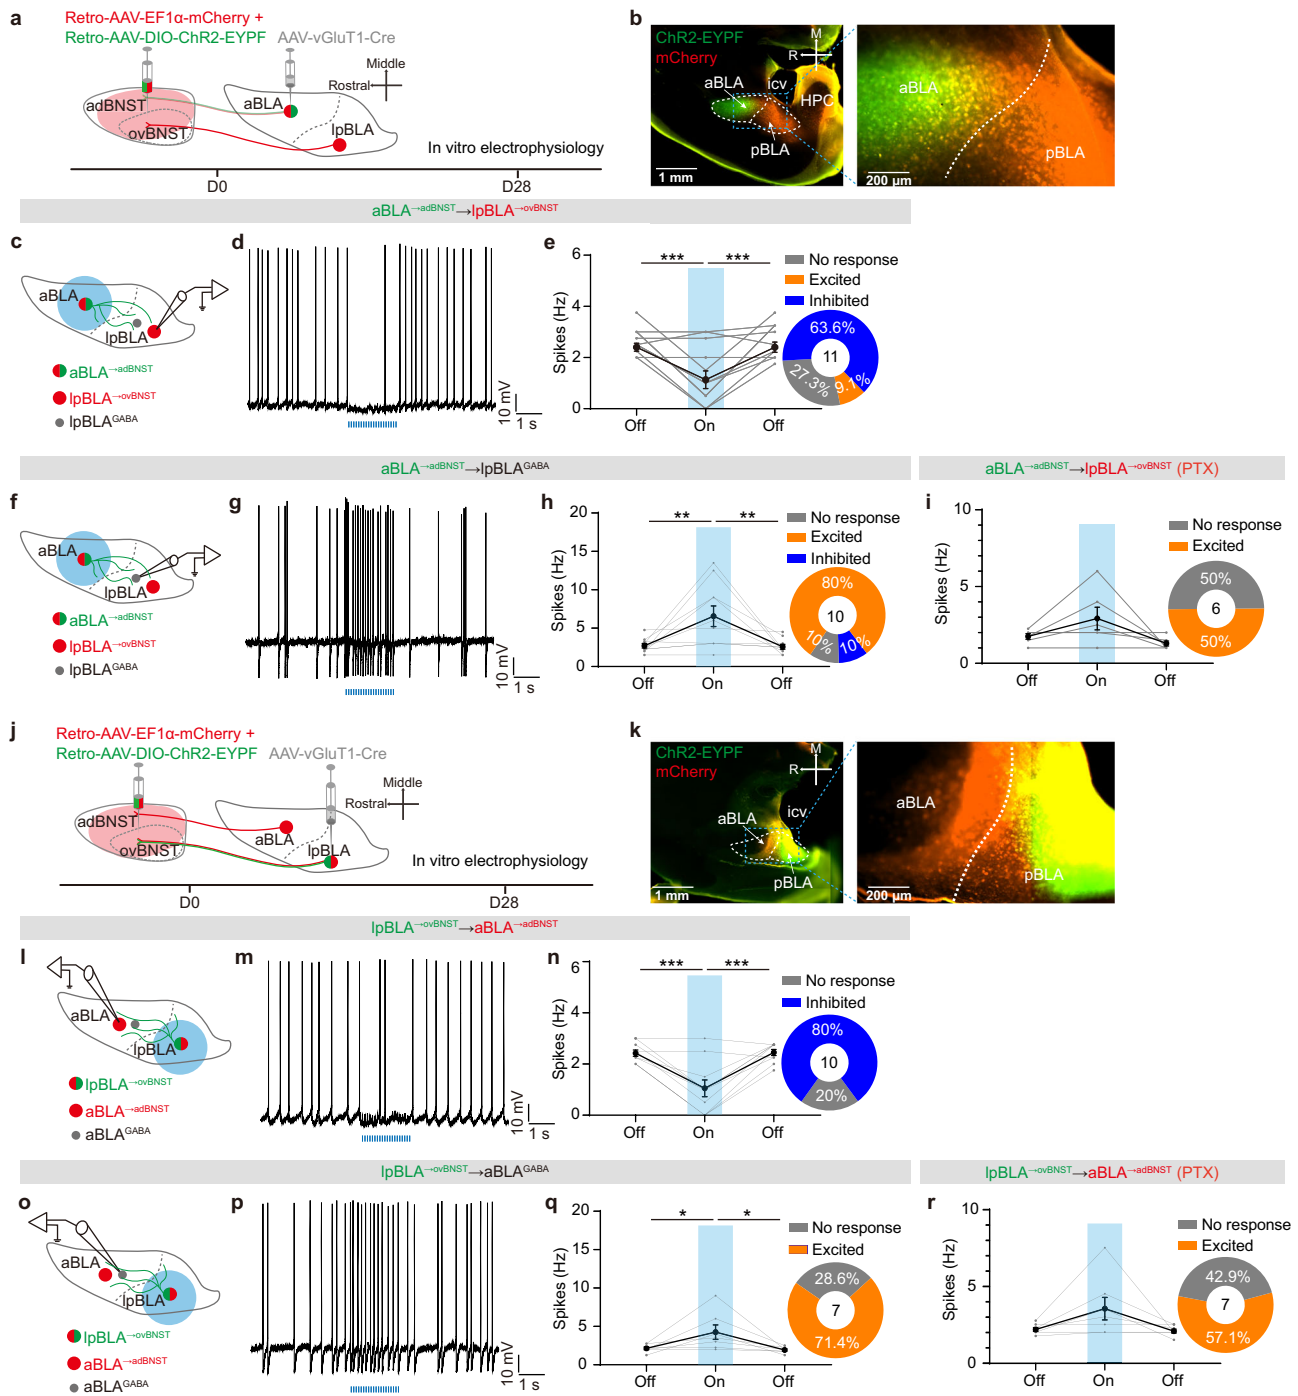 a
Retro-AAV-EF1α-mCherry +
Retro-AAV-DIO-ChR2-EYPF AAV-vGluT1-Cre
Middle
Rostral
adBNST
ovBNST
aBLA
lpBLA
In vitro electrophysiology
D0 D28
b
ChR2-EYPF
mCherry
M
R
aBLA
icv
HPC
pBLA
1 mm
aBLA
pBLA
200 µm
aBLA→adBNST→lpBLA→ovBNST
c
aBLA
lpBLA
aBLA→adBNST
lpBLA→ovBNST
lpBLAGABA
d
10 mV
1 s
e
Spikes (Hz)
6
4
2
0
*** ***
Off On Off
No response
Excited
Inhibited
63.6%
11
27.3%
9.1%
aBLA→adBNST→lpBLAGABA
aBLA→adBNST→lpBLA→ovBNST (PTX)
f
aBLA
lpBLA
aBLA→adBNST
lpBLA→ovBNST
lpBLAGABA
g
10 mV
1 s
h
Spikes (Hz)
20
15
10
5
0
** **
Off On Off
No response
Excited
Inhibited
80%
10
10%
10%
i
Spikes (Hz)
10
5
0
Off On Off
No response
Excited
50%
6
50%
j
Retro-AAV-EF1α-mCherry +
Retro-AAV-DIO-ChR2-EYPF AAV-vGluT1-Cre
Middle
Rostral
adBNST
ovBNST
aBLA
lpBLA
In vitro electrophysiology
D0 D28
k
ChR2-EYPF
mCherry
M
R
icv
aBLA
pBLA
1 mm
aBLA
pBLA
200 µm
lpBLA→ovBNST→aBLA→adBNST
l
aBLA
lpBLA
lpBLA→ovBNST
aBLA→adBNST
aBLAGABA
m
10 mV
1 s
n
Spikes (Hz)
6
4
2
0
*** ***
Off On Off
No response
Inhibited
80%
10
20%
lpBLA→ovBNST→aBLAGABA
lpBLA→ovBNST→aBLA→adBNST (PTX)
o
aBLA
lpBLA
lpBLA→ovBNST
aBLA→adBNST
aBLAGABA
p
10 mV
1 s
q
Spikes (Hz)
20
15
10
5
0
* *
Off On Off
No response
Excited
28.6%
7
71.4%
r
Spikes (Hz)
10
5
0
Off On Off
No response
Excited
42.9%
7
57.1%